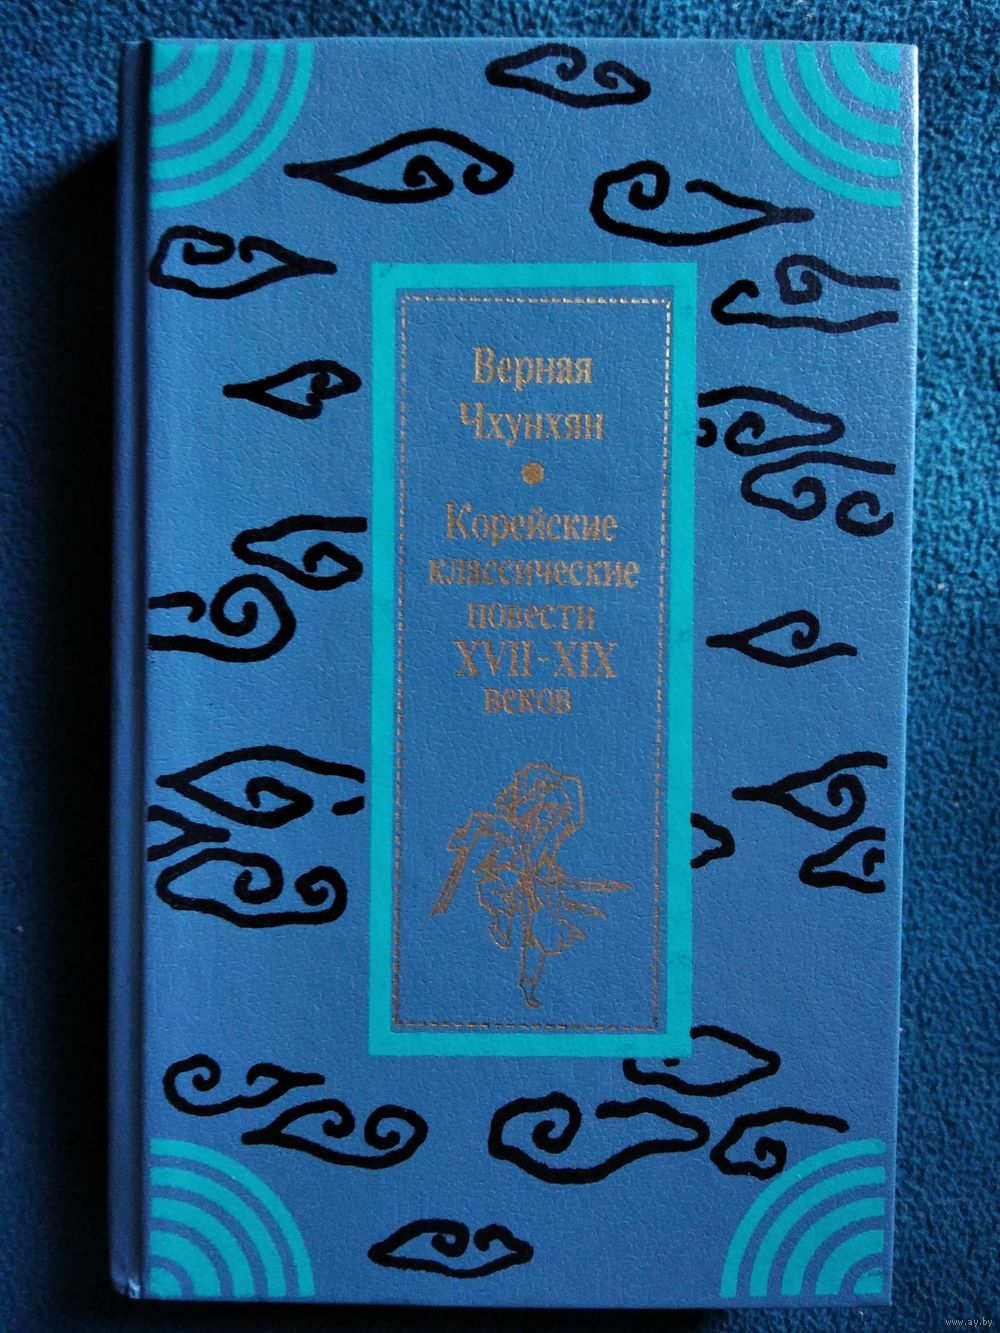 Верная
Чхунхян
Корейские
классические
повести
XVII-XIX
веков
www.ay.by